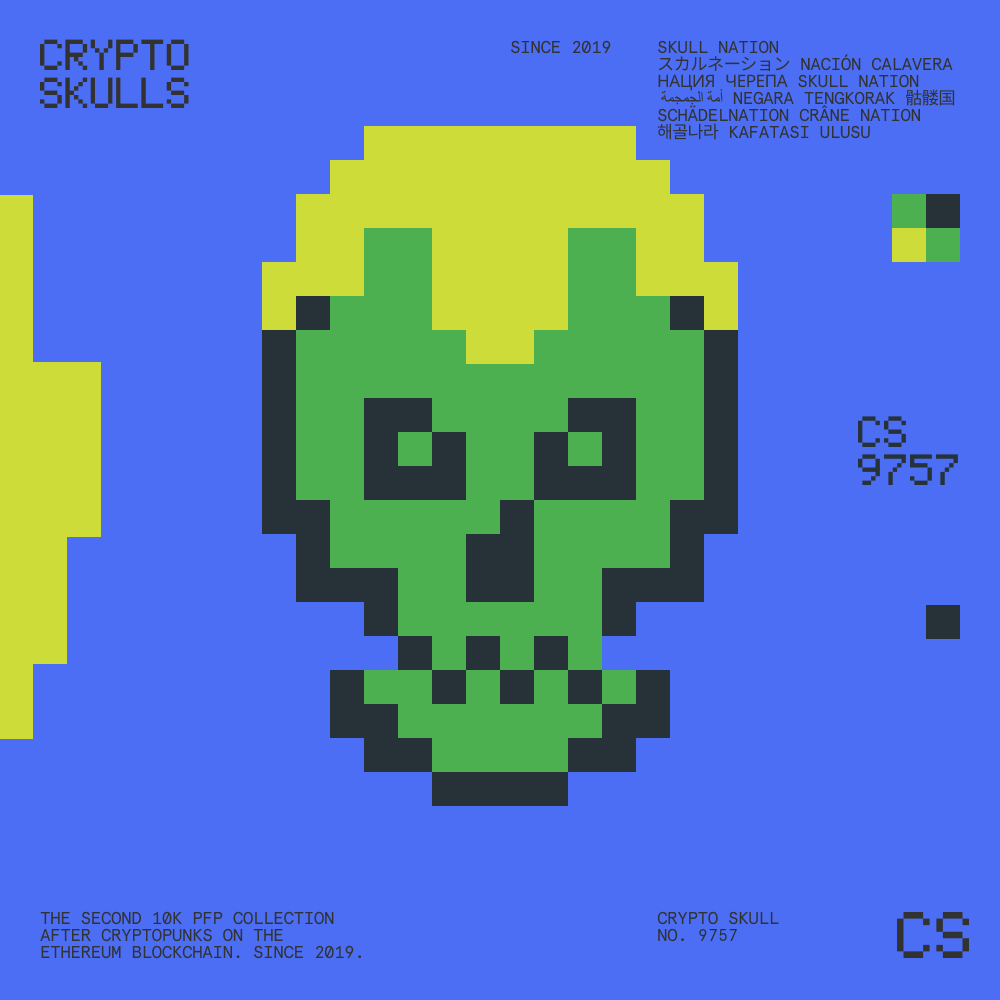 CRYPTO
SKULLS
SINCE 2019
SKULL NATION
スカルネーション NACIÓN CALAVERA
НАЦИЯ ЧЕРЕПА SKULL NATION
أمة الجمجمة NEGARA TENGKORAK 骷髅国
SCHÄDELNATION CRÂNE NATION
해골나라 KAFATASI ULUSU
CS
9757
THE SECOND 10K PFP COLLECTION
AFTER CRYPTOPUNKS ON THE
ETHEREUM BLOCKCHAIN. SINCE 2019.
CRYPTO SKULL
NO. 9757
CS